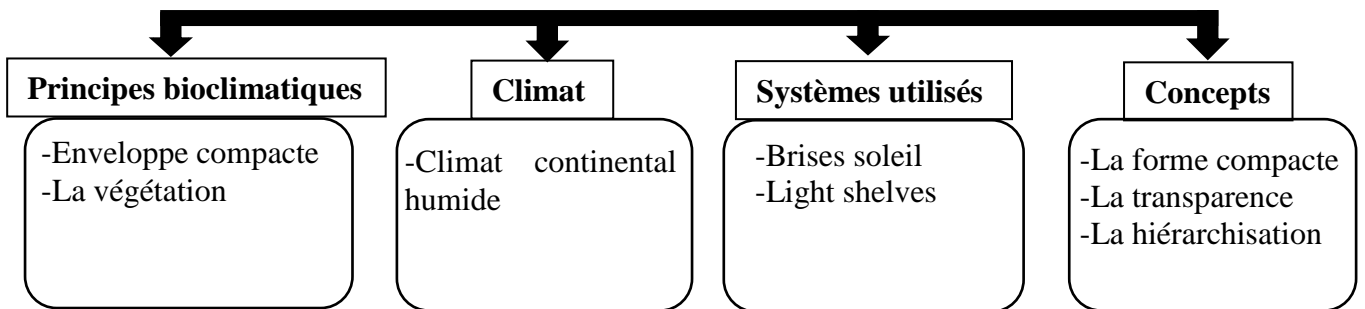 Principes bioclimatiques
-Enveloppe compacte
-La végétation
Climat
-Climat continental
humide
Systèmes utilisés
-Brises soleil
-Light shelves
Concepts
-La forme compacte
-La transparence
-La hiérarchisation